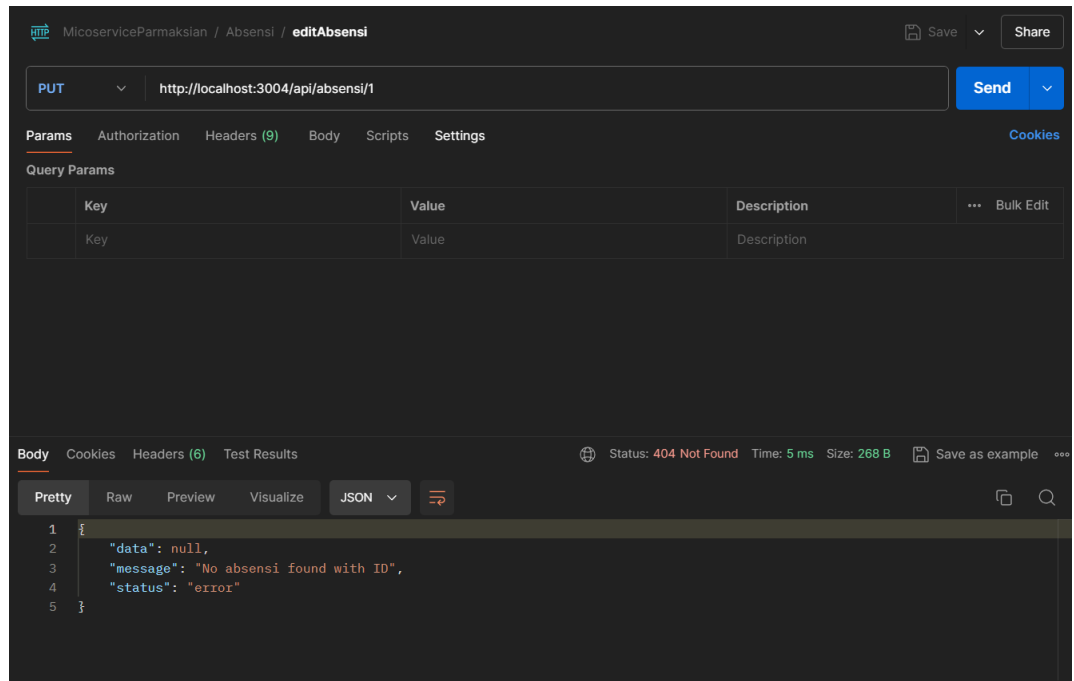 HTTP MicoserviceParmaksian / Absensi / editAbsensi Save Share
PUT http://localhost:3004/api/absensi/1 Send
Params Authorization Headers (9) Body Scripts Settings Cookies
Query Params
Key Value Description ••• Bulk Edit
Key Value Description
Body Cookies Headers (6) Test Results Status: 404 Not Found Time: 5 ms Size: 268 B Save as example
Pretty Raw Preview Visualize JSON
1 {
2 "data": null,
3 "message": "No absensi found with ID",
4 "status": "error"
5 }